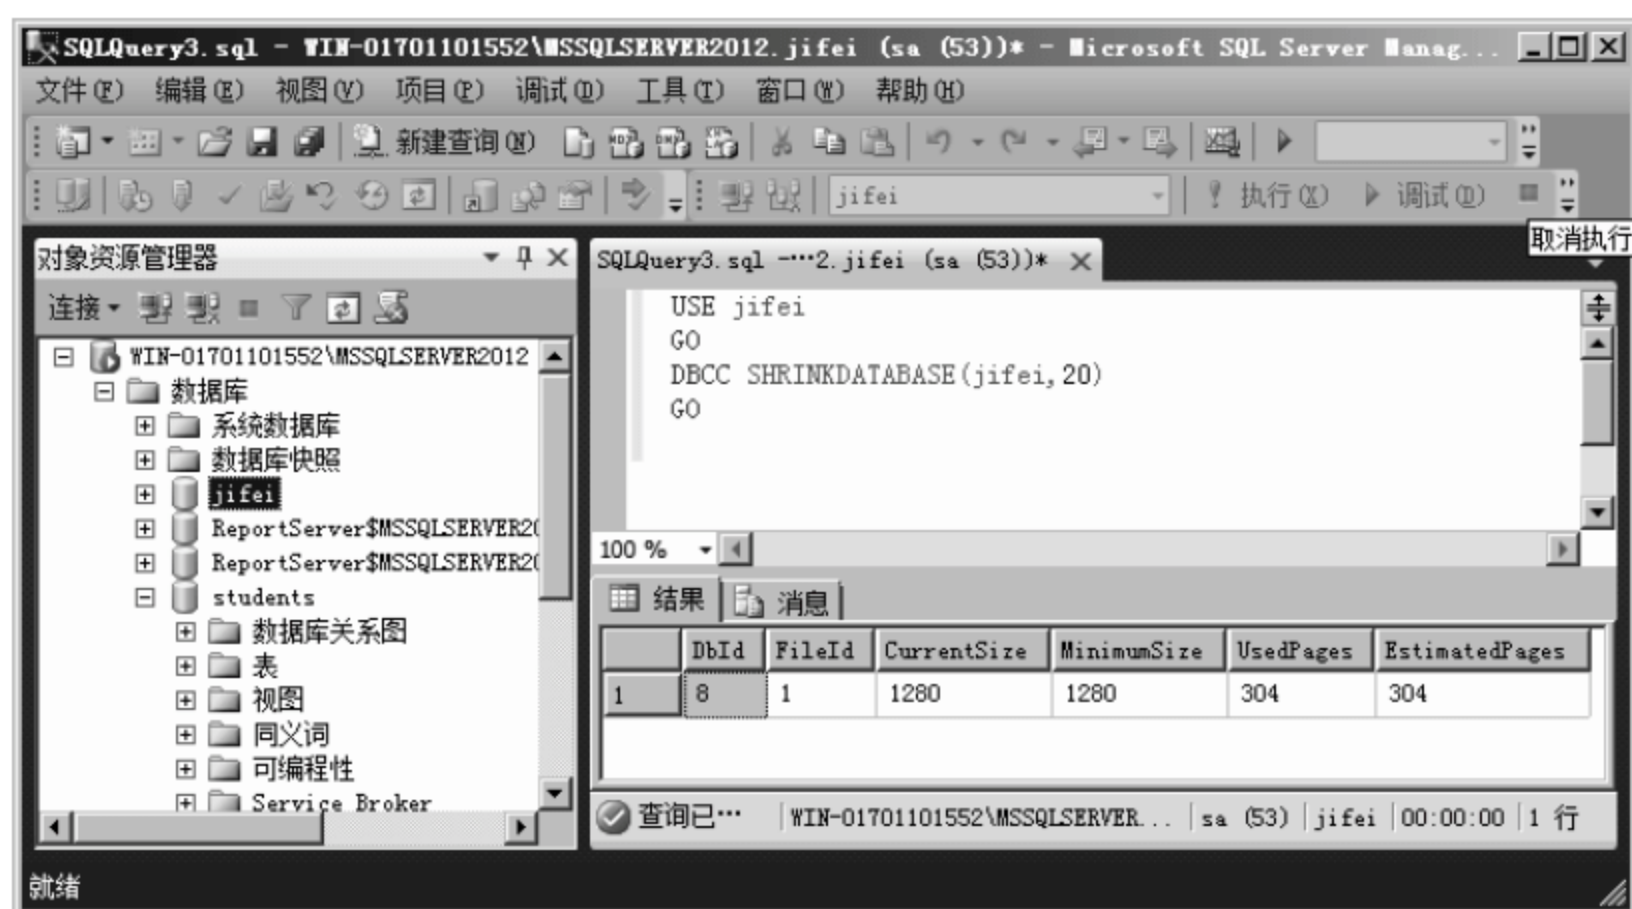 SQLQuery3.sql - WIN-01701101552\MSSQLSERVER2012.jifei (sa (53))* - Microsoft SQL Server Manag...
文件(F) 编辑(E) 视图(V) 项目(P) 调试(D) 工具(T) 窗口(W) 帮助(H)
新建查询(N)
jifei 执行(X) 调试(D)
取消执行
对象资源管理器
连接
WIN-01701101552\MSSQLSERVER2012
数据库
系统数据库
数据库快照
jifei
ReportServer$MSSQLSERVER20
ReportServer$MSSQLSERVER20
students
数据库关系图
表
视图
同义词
可编程性
Service Broker
SQLQuery3.sql -...2.jifei (sa (53))*
USE jifei
GO
DBCC SHRINKDATABASE(jifei,20)
GO
100 %
结果 消息
DbId FileId CurrentSize MinimumSize UsedPages EstimatedPages
1 8 1 1280 1280 304 304
查询已... WIN-01701101552\MSSQLSERVER... sa (53) jifei 00:00:00 1 行
就绪